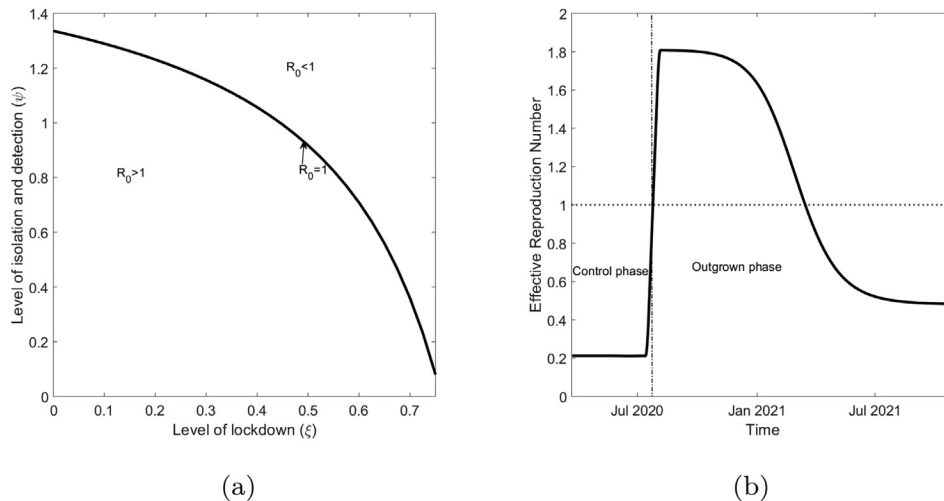 1.4
1.2
1
0.8
0.6
0.4
0.2
0
Level of isolation and detection (ψ)
R₀<1
R₀=1
R₀>1
0 0.1 0.2 0.3 0.4 0.5 0.6 0.7
Level of lockdown (ξ)
(a)
2
1.8
1.6
1.4
1.2
1
0.8
0.6
0.4
0.2
0
Effective Reproduction Number
Control phase
Outgrown phase
Jul 2020 Jan 2021 Jul 2021
Time
(b)